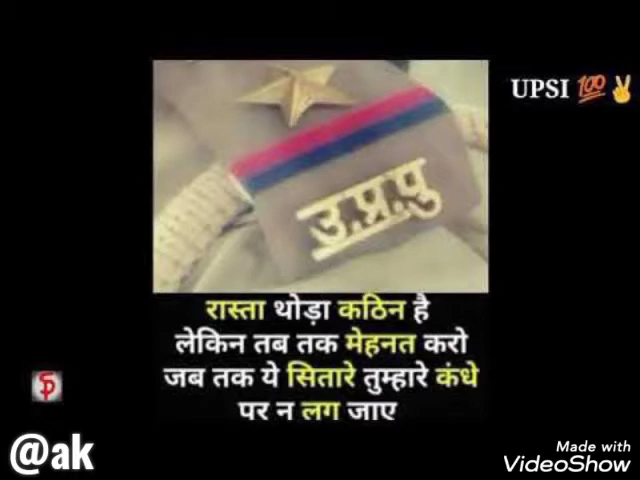 UPSI 💯✌
उ.प्र.पु
रास्ता थोड़ा कठिन है
लेकिन तब तक मेहनत करो
जब तक ये सितारे तुम्हारे कंधे
पर न लग जाए
@ak
Made with
VideoShow